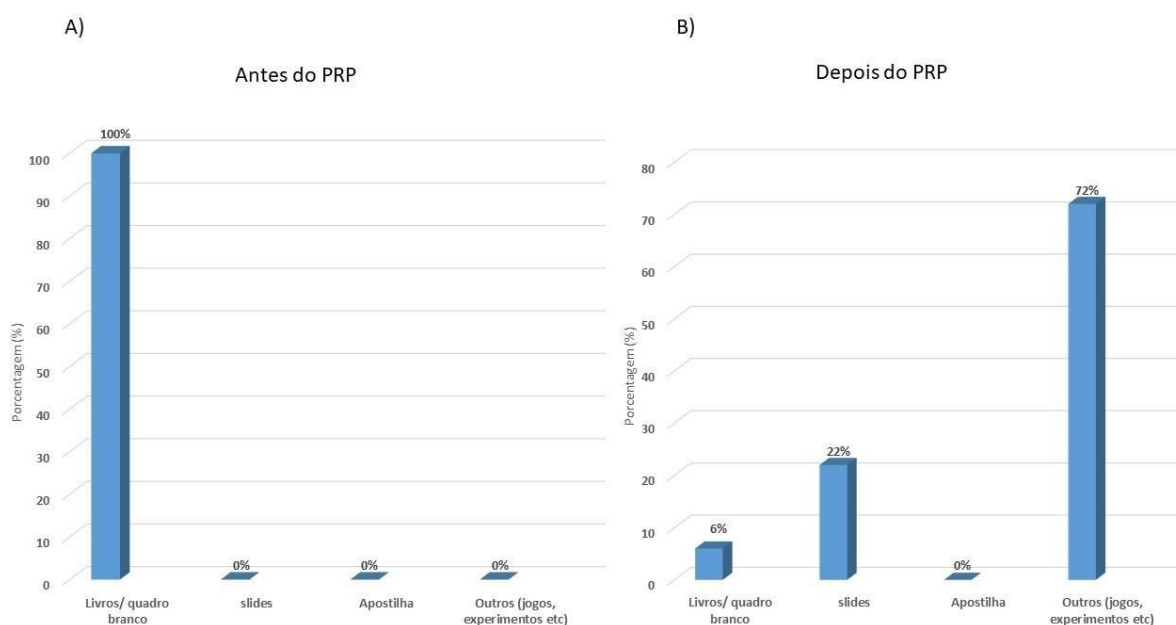 A)
Antes do PRP
Porcentagem (%)
100
90
80
70
60
50
40
30
20
10
0
100%
0%
0%
0%
Livros/ quadro
branco
slides
Apostilha
Outros (jogos,
experimentos etc)
B)
Depois do PRP
Porcentagem (%)
80
70
60
50
40
30
20
10
0
6%
22%
0%
72%
Livros/ quadro
branco
slides
Apostilha
Outros (jogos,
experimentos etc)